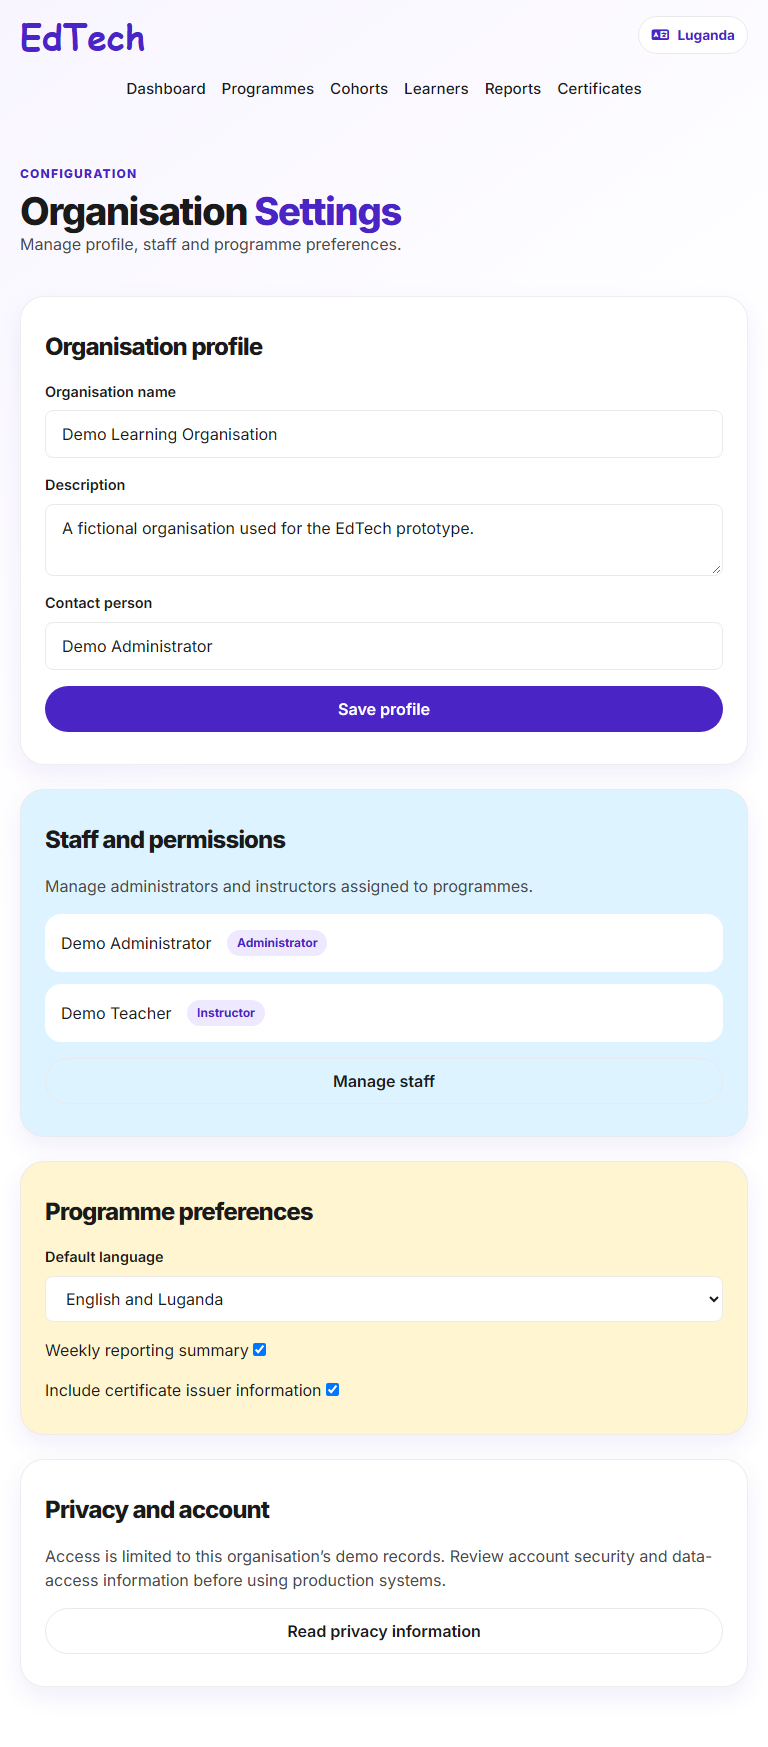 EdTech
Luganda
Dashboard Programmes Cohorts Learners Reports Certificates
CONFIGURATION
Organisation Settings
Manage profile, staff and programme preferences.
Organisation profile
Organisation name
Demo Learning Organisation
Description
A fictional organisation used for the EdTech prototype.
Contact person
Demo Administrator
Save profile
Staff and permissions
Manage administrators and instructors assigned to programmes.
Demo Administrator Administrator
Demo Teacher Instructor
Manage staff
Programme preferences
Default language
English and Luganda
Weekly reporting summary
Include certificate issuer information
Privacy and account
Access is limited to this organisation’s demo records. Review account security and data-
access information before using production systems.
Read privacy information